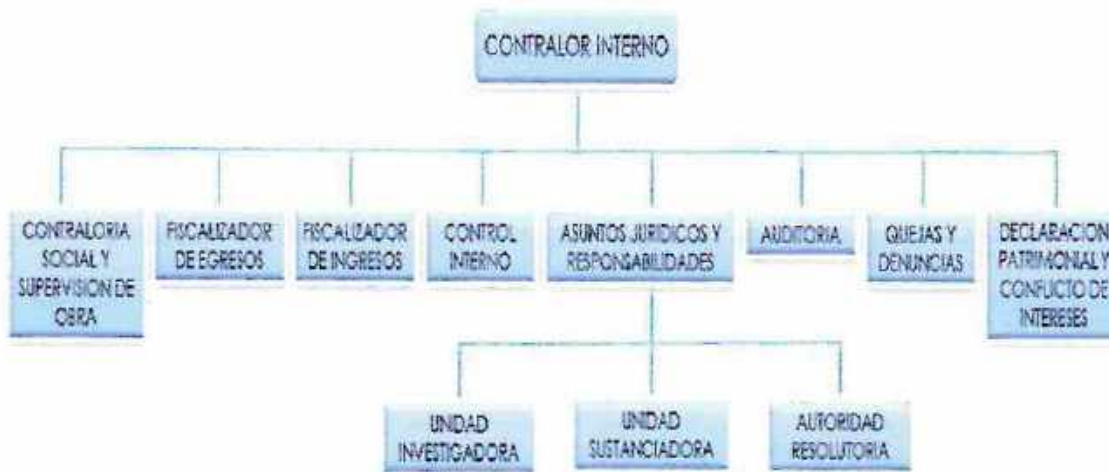 CONTRALOR INTERNO
CONTRALORIA
SOCIAL Y
SUPERVISION DE
OBRA
FISCALIZADOR
DE EGRESOS
FISCALIZADOR
DE INGRESOS
CONTROL
INTERNO
ASUNTOS JURIDICOS Y
RESPONSABILIDADES
AUDITORIA
QUEJAS Y
DENUNCIAS
DECLARACION
PATRIMONIAL Y
CONFLICTO DE
INTERESES
UNIDAD
INVESTIGADORA
UNIDAD
SUSTANCIADORA
AUTORIDAD
RESOLUTORIA